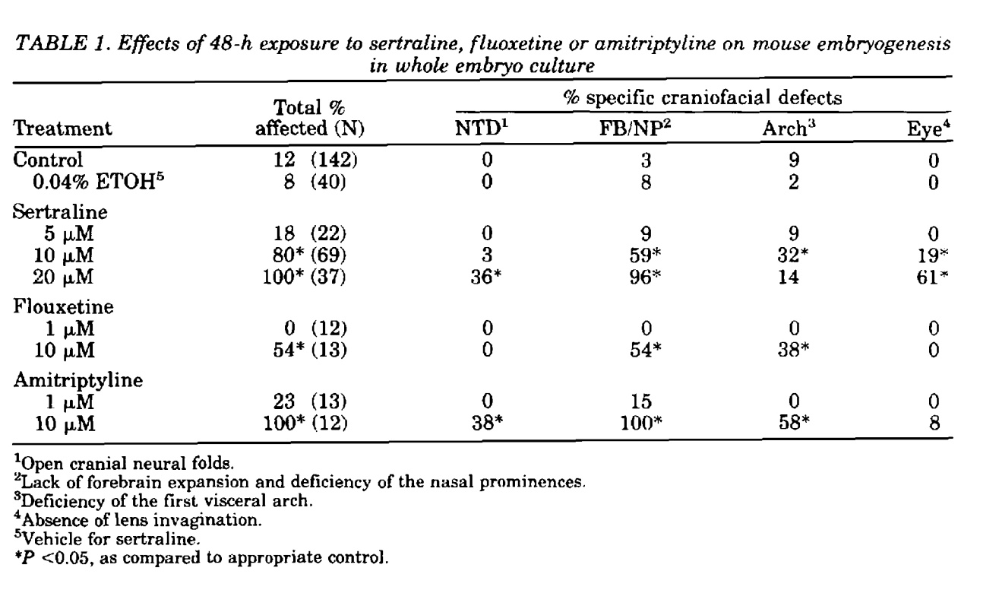 TABLE 1. Effects of 48-h exposure to sertraline, fluoxetine or amitriptyline on mouse embryogenesis
in whole embryo culture
% specific craniofacial defects
Total %
Treatment affected (N) NTD¹ FB/NP² Arch³ Eye⁴
Control 12 (142) 0 3 9 0
0.04% ETOH⁵ 8 (40) 0 8 2 0
Sertraline
5 μM 18 (22) 0 9 9 0
10 μM 80* (69) 3 59* 32* 19*
20 μM 100* (37) 36* 96* 14 61*
Flouxetine
1 μM 0 (12) 0 0 0 0
10 μM 54* (13) 0 54* 38* 0
Amitriptyline
1 μM 23 (13) 0 15 0 0
10 μM 100* (12) 38* 100* 58* 8
¹Open cranial neural folds.
²Lack of forebrain expansion and deficiency of the nasal prominences.
³Deficiency of the first visceral arch.
⁴Absence of lens invagination.
⁵Vehicle for sertraline.
*P <0.05, as compared to appropriate control.